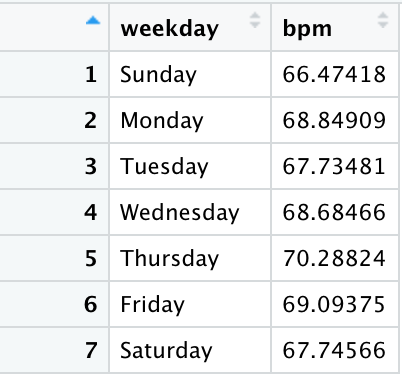 weekday bpm
1 Sunday 66.47418
2 Monday 68.84909
3 Tuesday 67.73481
4 Wednesday 68.68466
5 Thursday 70.28824
6 Friday 69.09375
7 Saturday 67.74566